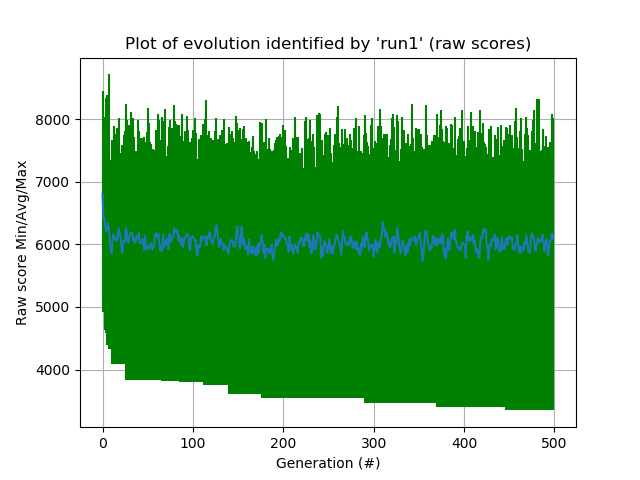 Plot of evolution identified by 'run1' (raw scores)
Raw score Min/Avg/Max
8000
7000
6000
5000
4000
0 100 200 300 400 500
Generation (#)